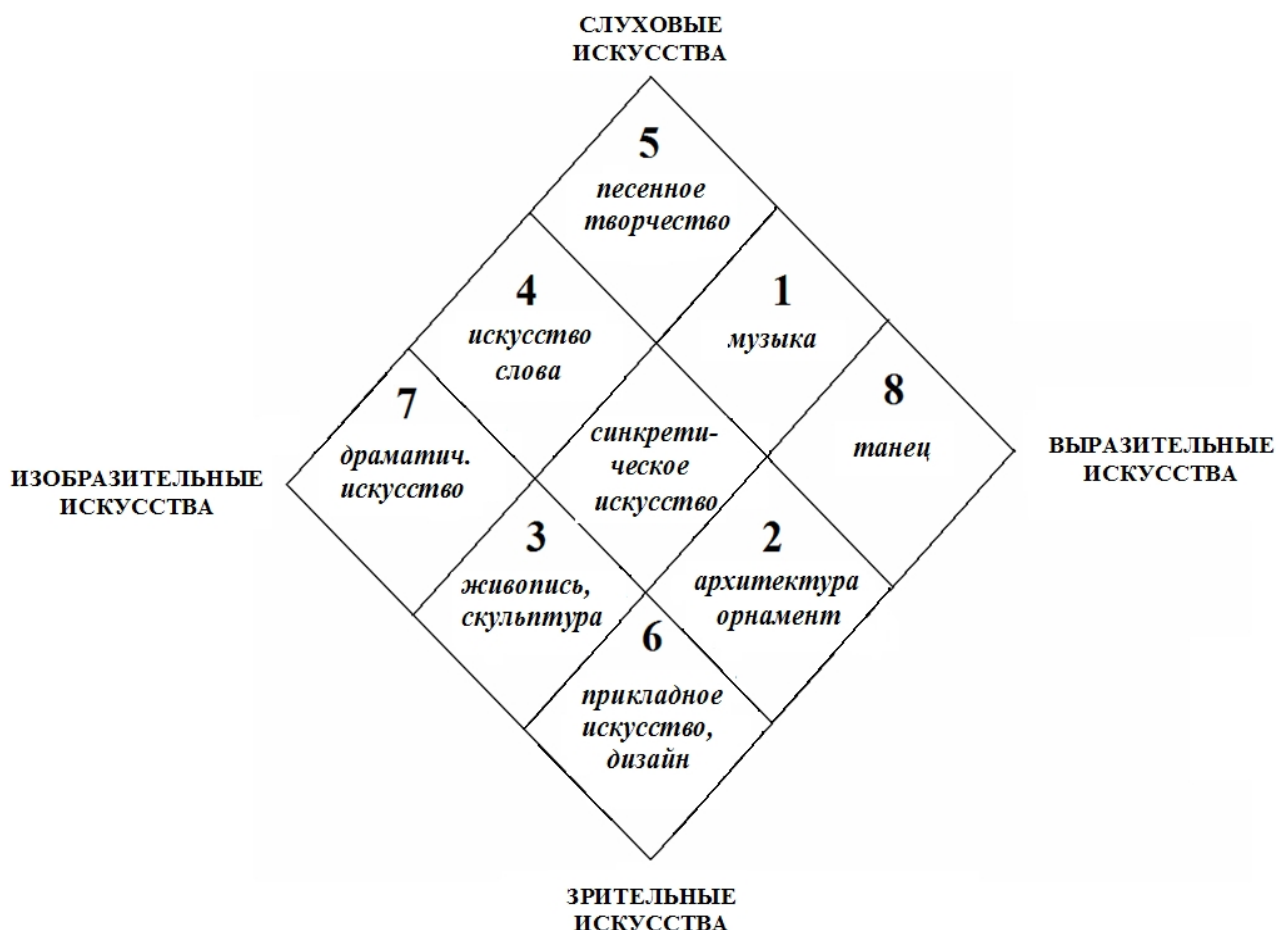 СЛУХОВЫЕ
ИСКУССТВА
5
песенное
творчество
4
искусство
слова
1
музыка
7
драматич.
искусство
синкрети-
ческое
искусство
8
танец
ИЗОБРАЗИТЕЛЬНЫЕ
ИСКУССТВА
ВЫРАЗИТЕЛЬНЫЕ
ИСКУССТВА
3
живопись,
скульптура
2
архитектура
орнамент
6
прикладное
искусство,
дизайн
ЗРИТЕЛЬНЫЕ
ИСКУССТВА